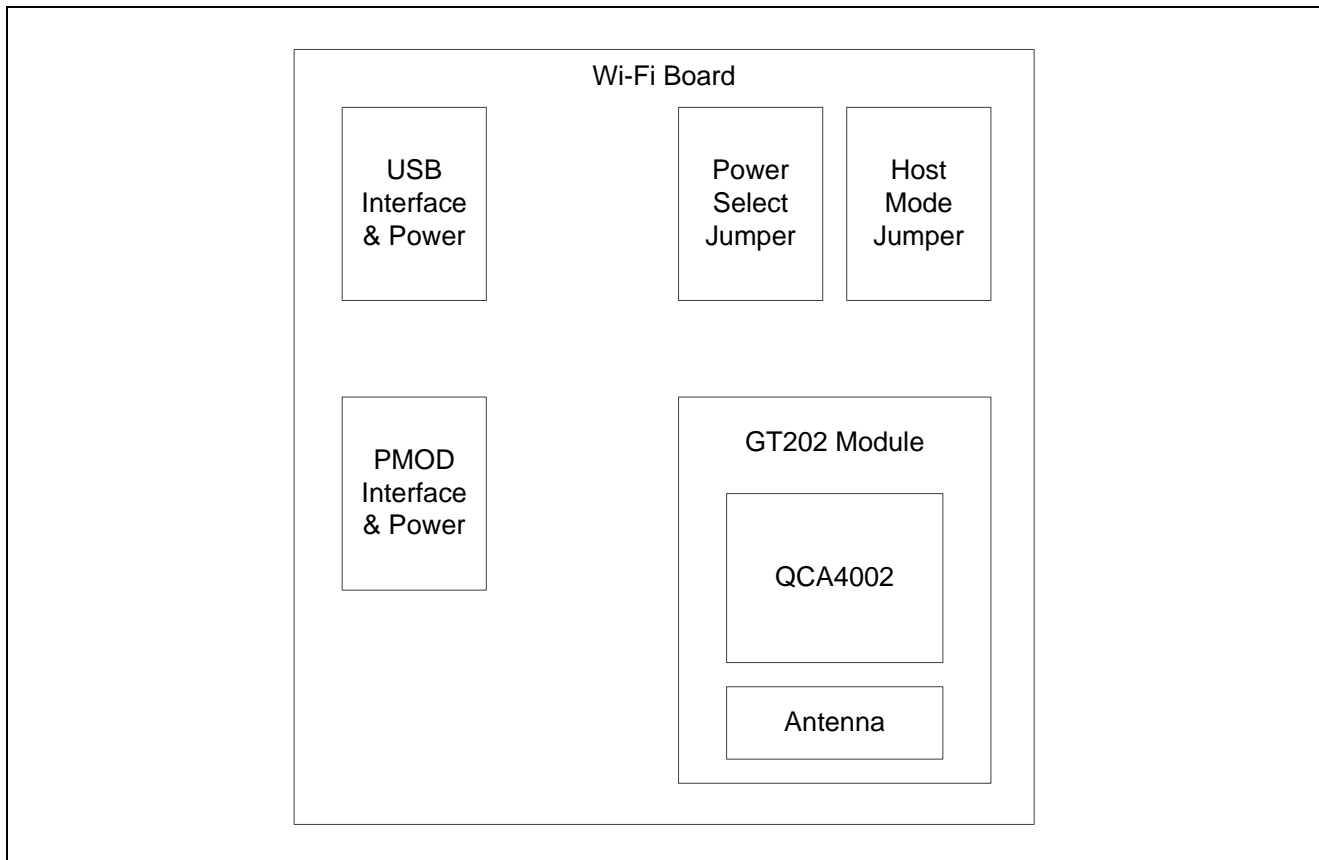 Wi-Fi Board
USB
Interface
& Power
Power
Select
Jumper
Host
Mode
Jumper
PMOD
Interface
& Power
GT202 Module
QCA4002
Antenna